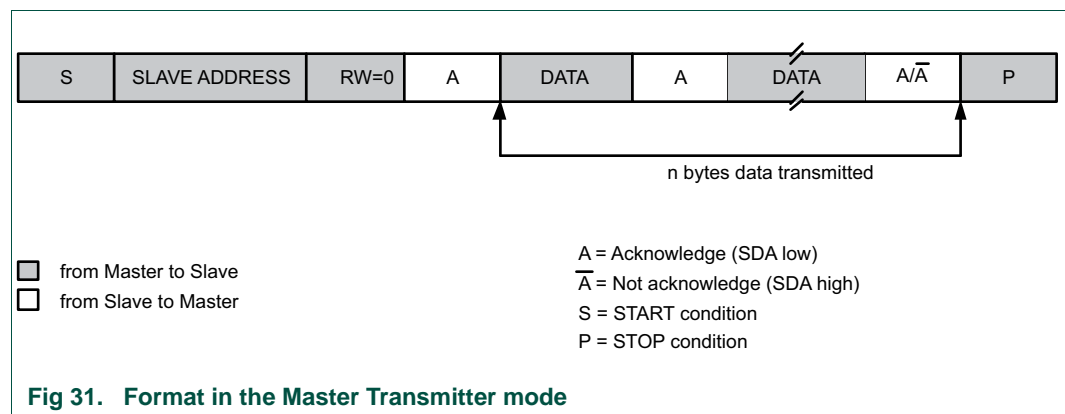 S SLAVE ADDRESS RW=0 A DATA A DATA A/A̅ P
n bytes data transmitted
from Master to Slave
from Slave to Master
A = Acknowledge (SDA low)
A̅ = Not acknowledge (SDA high)
S = START condition
P = STOP condition
Fig 31. Format in the Master Transmitter mode